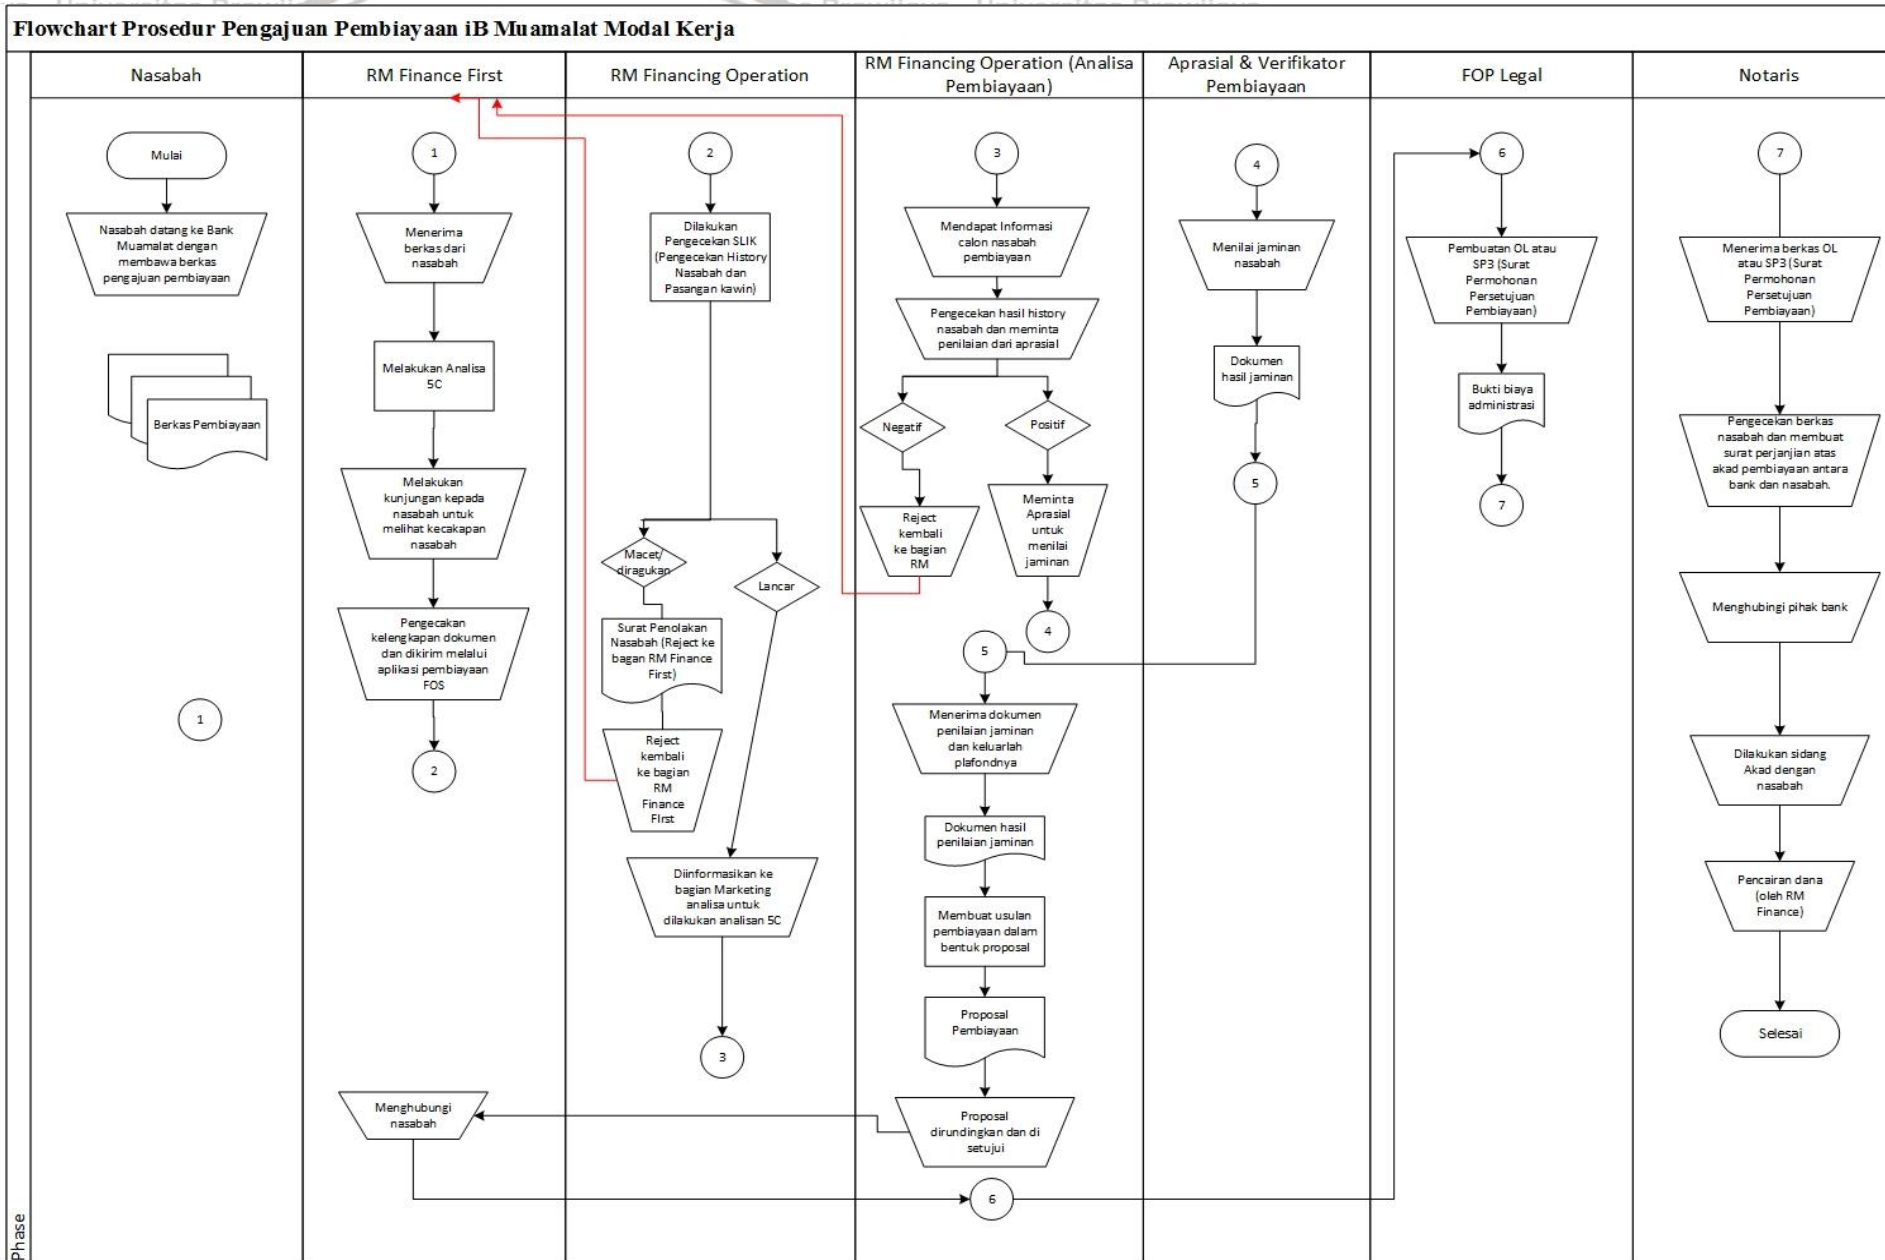 Flowchart Prosedur Pengajuan Pembiayaan iB Muamalat Modal Kerja
Nasabah
RM Finance First
RM Financing Operation
RM Financing Operation (Analisa
Pembiayaan)
Aprasial & Verifikator
Pembiayaan
FOP Legal
Notaris
Mulai
Nasabah datang ke Bank
Muamalat dengan
membawa berkas
pengajuan pembiayaan
Berkas Pembiayaan
1
1
Menerima
berkas dari
nasabah
Melakukan Analisa
5C
Melakukan
kunjungan kepada
nasabah untuk
melihat kecakapan
nasabah
Pengecakan
kelengkapan dokumen
dan dikirim melalui
aplikasi pembiayaan
FOS
2
Menghubungi
nasabah
2
Dilakukan
Pengecekan SLIK
(Pengecekan History
Nasabah dan
Pasangan kawin)
Macet/
diragukan
Lancar
Surat Penolakan
Nasabah (Reject ke
bagan RM Finance
First)
Reject
kembali
ke bagian
RM
Finance
FIrst
Diinformasikan ke
bagian Marketing
analisa untuk
dilakukan analisan 5C
3
3
Mendapat Informasi
calon nasabah
pembiayaan
Pengecekan hasil history
nasabah dan meminta
penilaian dari aprasial
Negatif
Positif
Reject
kembali
ke bagian
RM
Meminta
Aprasial
untuk
menilai
jaminan
4
5
Menerima dokumen
penilaian jaminan
dan keluarlah
plafondnya
Dokumen hasil
penilaian jaminan
Membuat usulan
pembiayaan dalam
bentuk proposal
Proposal
Pembiayaan
Proposal
dirundingkan dan di
setujui
6
4
Menilai jaminan
nasabah
Dokumen
hasil jaminan
5
6
Pembuatan OL atau
SP3 (Surat
Permohonan
Persetujuan
Pembiayaan)
Bukti biaya
administrasi
7
7
Menerima berkas OL
atau SP3 (Surat
Permohonan
Persetujuan
Pembiayaan)
Pengecekan berkas
nasabah dan membuat
surat perjanjian atas
akad pembiayaan antara
bank dan nasabah.
Menghubingi pihak bank
Dilakukan sidang
Akad dengan
nasabah
Pencairan dana
(oleh RM
Finance)
Selesai
Phase